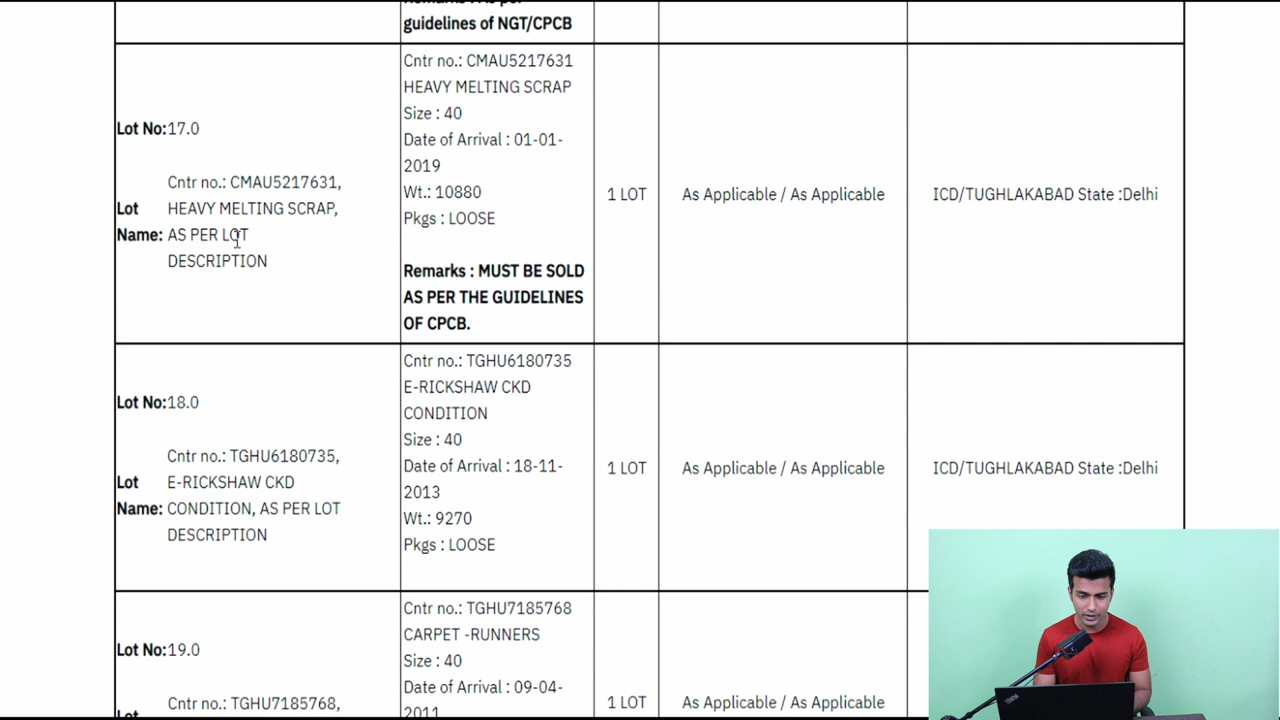 guidelines of NGT/CPCB
Lot No:17.0
Lot Name:
Cntr no.: CMAU5217631,
HEAVY MELTING SCRAP,
AS PER LOT
DESCRIPTION
Cntr no.: CMAU5217631
HEAVY MELTING SCRAP
Size : 40
Date of Arrival : 01-01-
2019
Wt.: 10880
Pkgs : LOOSE
Remarks : MUST BE SOLD
AS PER THE GUIDELINES
OF CPCB.
1 LOT
As Applicable / As Applicable
ICD/TUGHLAKABAD State :Delhi
Lot No:18.0
Lot Name:
Cntr no.: TGHU6180735,
E-RICKSHAW CKD
CONDITION, AS PER LOT
DESCRIPTION
Cntr no.: TGHU6180735
E-RICKSHAW CKD
CONDITION
Size : 40
Date of Arrival : 18-11-
2013
Wt.: 9270
Pkgs : LOOSE
1 LOT
As Applicable / As Applicable
ICD/TUGHLAKABAD State :Delhi
Lot No:19.0
Lot
Cntr no.: TGHU7185768,
Cntr no.: TGHU7185768
CARPET -RUNNERS
Size : 40
Date of Arrival : 09-04-
2011
1 LOT
As Applicable / As Applicable